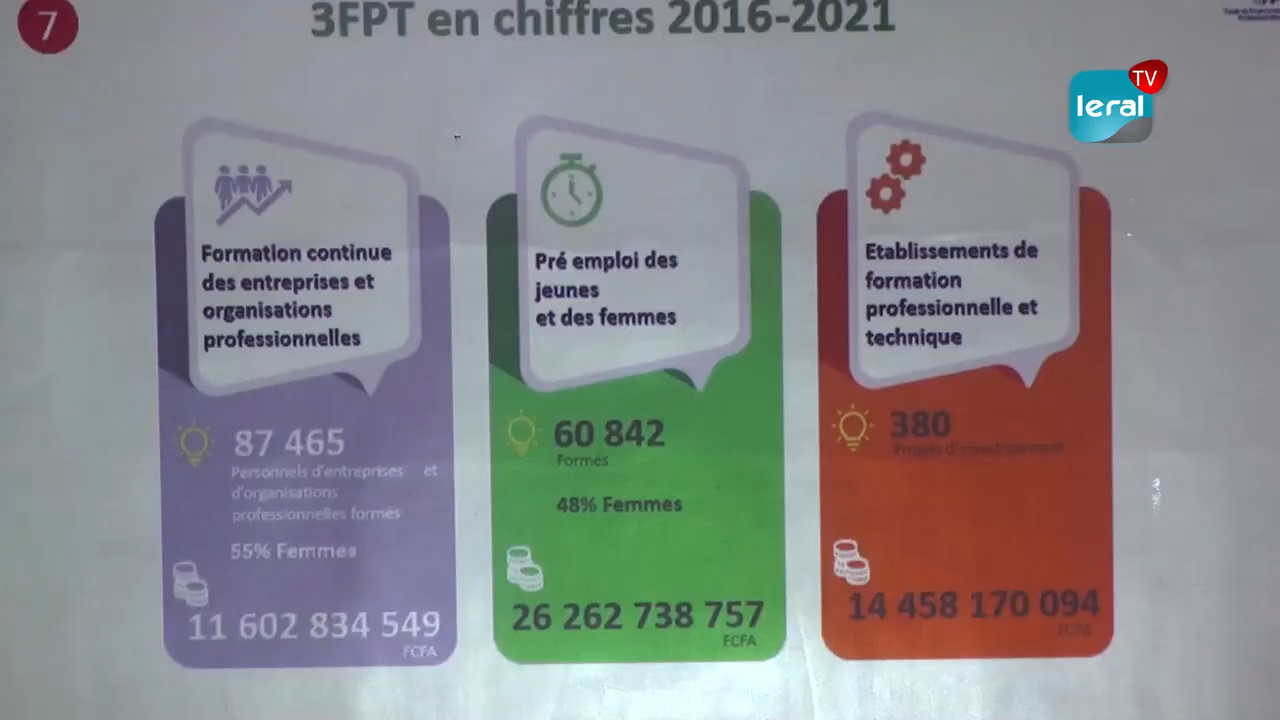 7
3FPT en chiffres 2016-2021
leral TV
Formation continue
des entreprises et
organisations
professionnelles
87 465
Personnels d'entreprises et
d'organisations
professionnelles formés
55% Femmes
11 602 834 549
FCFA
Pré emploi des
jeunes
et des femmes
60 842
Formés
48% Femmes
26 262 738 757
FCFA
Etablissements de
formation
professionnelle et
technique
380
Projets d'investissement
14 458 170 094
FCFA